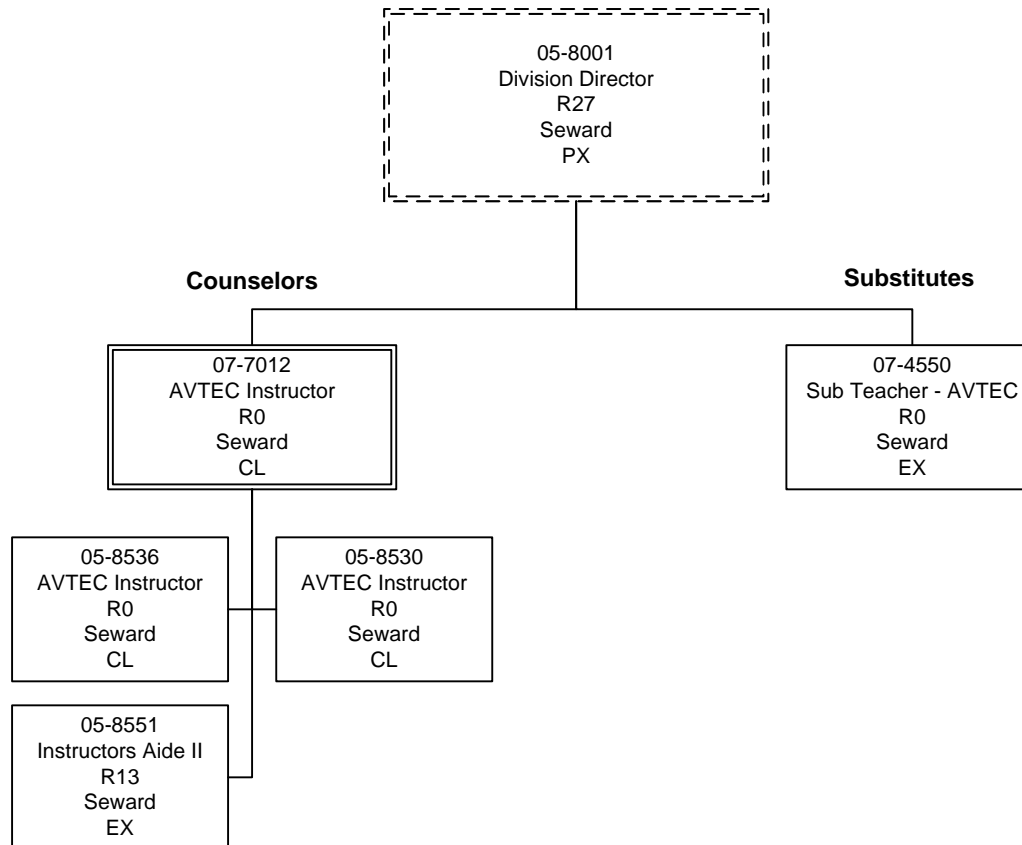 05-8001
Division Director
R27
Seward
PX
Counselors
Substitutes
07-7012
AVTEC Instructor
R0
Seward
CL
07-4550
Sub Teacher - AVTEC
R0
Seward
EX
05-8536
AVTEC Instructor
R0
Seward
CL
05-8530
AVTEC Instructor
R0
Seward
CL
05-8551
Instructors Aide II
R13
Seward
EX